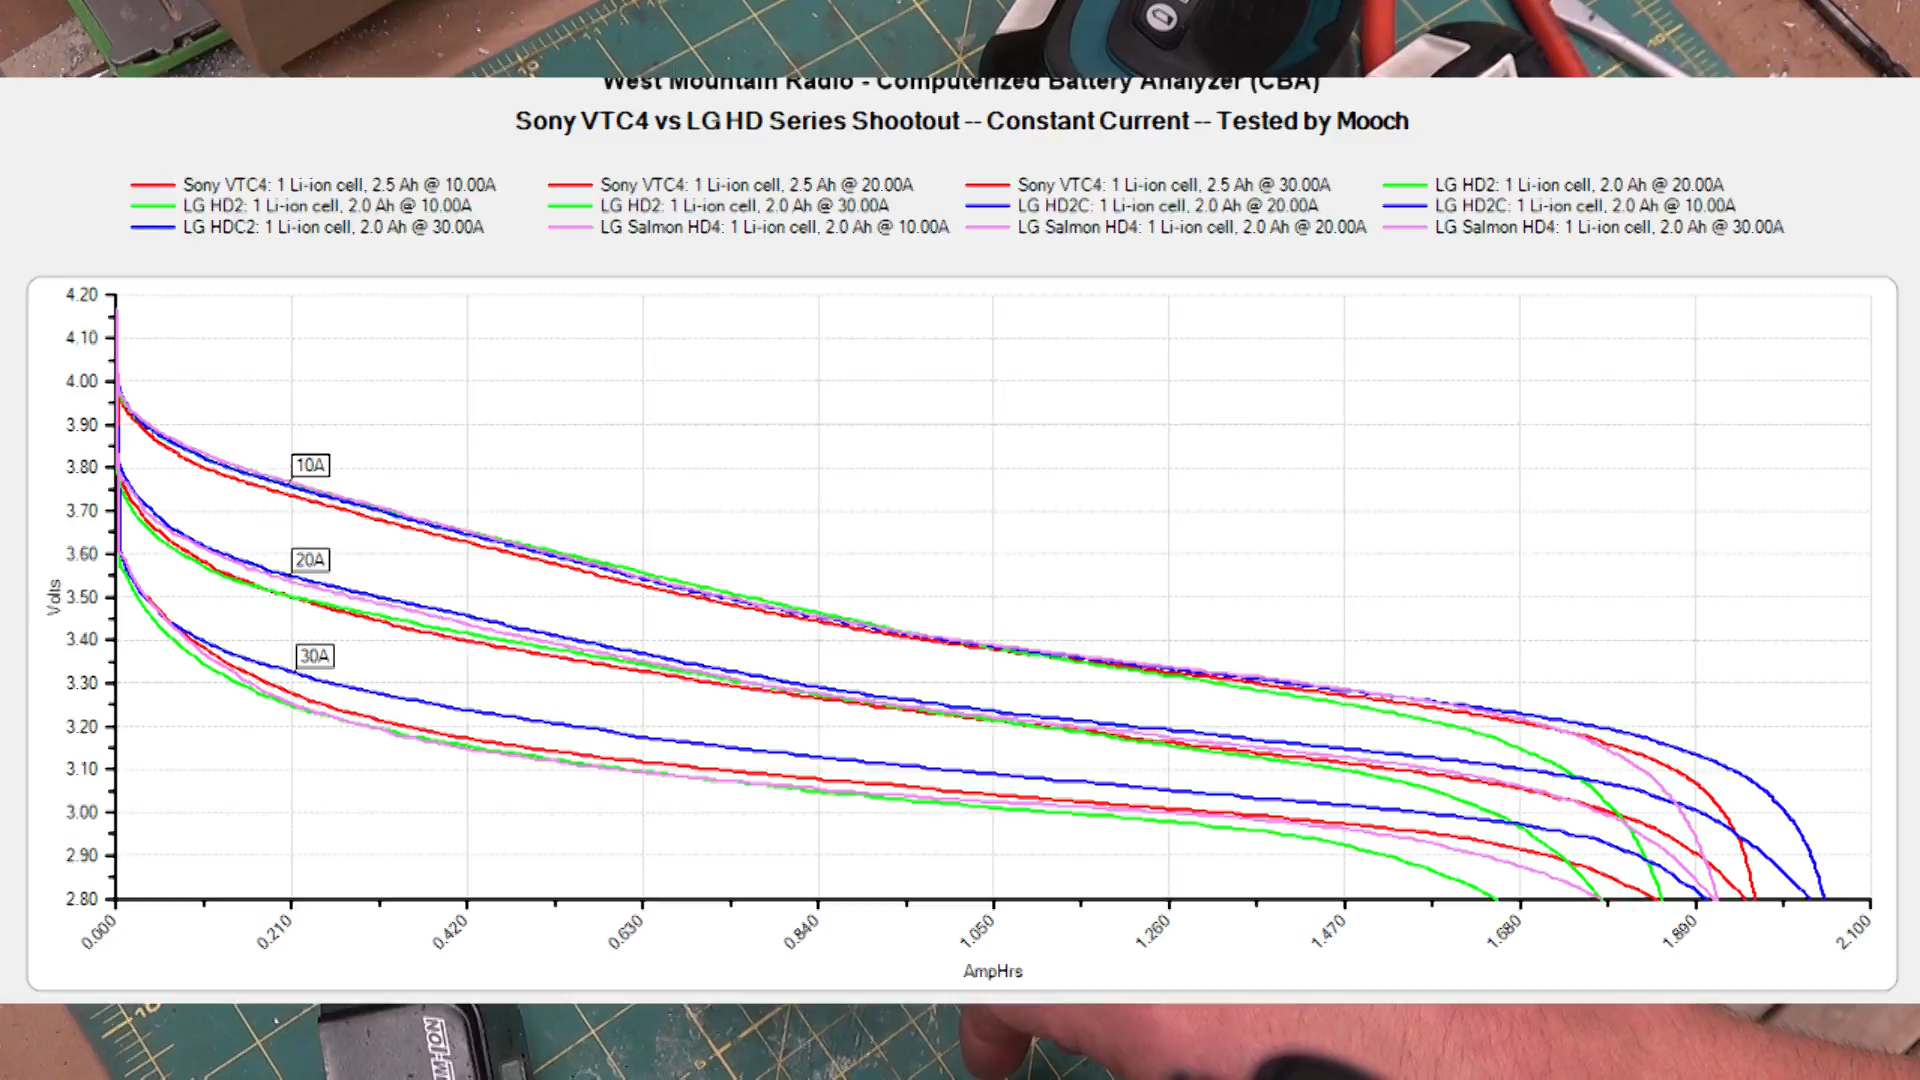 West Mountain Radio - Computerized Battery Analyzer (CBA)
Sony VTC4 vs LG HD Series Shootout -- Constant Current -- Tested by Mooch
Sony VTC4: 1 Li-ion cell, 2.5 Ah @ 10.00A Sony VTC4: 1 Li-ion cell, 2.5 Ah @ 20.00A Sony VTC4: 1 Li-ion cell, 2.5 Ah @ 30.00A LG HD2: 1 Li-ion cell, 2.0 Ah @ 20.00A
LG HD2: 1 Li-ion cell, 2.0 Ah @ 10.00A LG HD2: 1 Li-ion cell, 2.0 Ah @ 30.00A LG HD2C: 1 Li-ion cell, 2.0 Ah @ 20.00A LG HD2C: 1 Li-ion cell, 2.0 Ah @ 10.00A
LG HDC2: 1 Li-ion cell, 2.0 Ah @ 30.00A LG Salmon HD4: 1 Li-ion cell, 2.0 Ah @ 10.00A LG Salmon HD4: 1 Li-ion cell, 2.0 Ah @ 20.00A LG Salmon HD4: 1 Li-ion cell, 2.0 Ah @ 30.00A
4.20
4.10
4.00
3.90
3.80
3.70
3.60
3.50
3.40
3.30
3.20
3.10
3.00
2.90
2.80
Volts
10A
20A
30A
0.000 0.210 0.420 0.630 0.840 1.050 1.260 1.470 1.680 1.890 2.100
AmpHrs